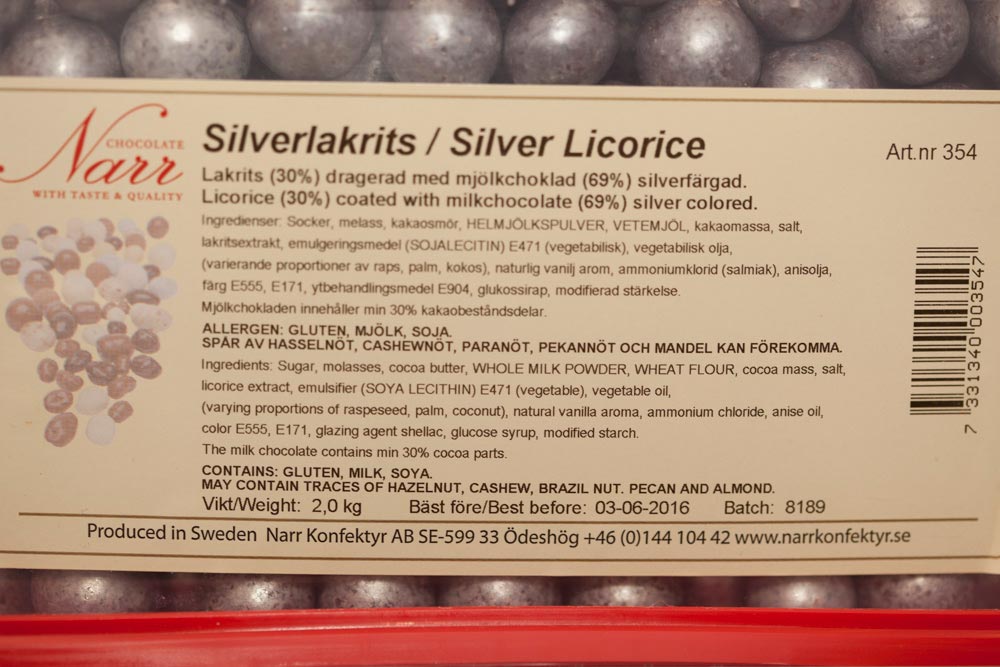 CHOCOLATE
Narr
WITH TASTE & QUALITY
Silverlakrits / Silver Licorice
Art.nr 354
Lakrits (30%) dragerad med mjölkchoklad (69%) silverfärgad.
Licorice (30%) coated with milkchocolate (69%) silver colored.
Ingredienser: Socker, melass, kakaosmör, HELMJÖLKSPULVER, VETEMJÖL, kakaomassa, salt,
lakritsextrakt, emulgeringsmedel (SOJALECITIN) E471 (vegetabilisk), vegetabilisk olja,
(varierande proportioner av raps, palm, kokos), naturlig vanilj arom, ammoniumklorid (salmiak), anisolja,
färg E555, E171, ytbehandlingsmedel E904, glukossirap, modifierad stärkelse.
Mjölkchokladen innehåller min 30% kakaobeståndsdelar.
ALLERGEN: GLUTEN, MJÖLK, SOJA.
SPÅR AV HASSELNÖT, CASHEWNÖT, PARANÖT, PEKANNÖT OCH MANDEL KAN FÖREKOMMA.
Ingredients: Sugar, molasses, cocoa butter, WHOLE MILK POWDER, WHEAT FLOUR, cocoa mass, salt,
licorice extract, emulsifier (SOYA LECITHIN) E471 (vegetable), vegetable oil,
(varying proportions of raspeseed, palm, coconut), natural vanilla aroma, ammonium chloride, anise oil,
color E555, E171, glazing agent shellac, glucose syrup, modified starch.
The milk chocolate contains min 30% cocoa parts.
CONTAINS: GLUTEN, MILK, SOYA.
MAY CONTAIN TRACES OF HAZELNUT, CASHEW, BRAZIL NUT. PECAN AND ALMOND.
Vikt/Weight: 2,0 kg Bäst före/Best before: 03-06-2016 Batch: 8189
7 331340 003547
Produced in Sweden Narr Konfektyr AB SE-599 33 Ödeshög +46 (0)144 104 42 www.narrkonfektyr.se